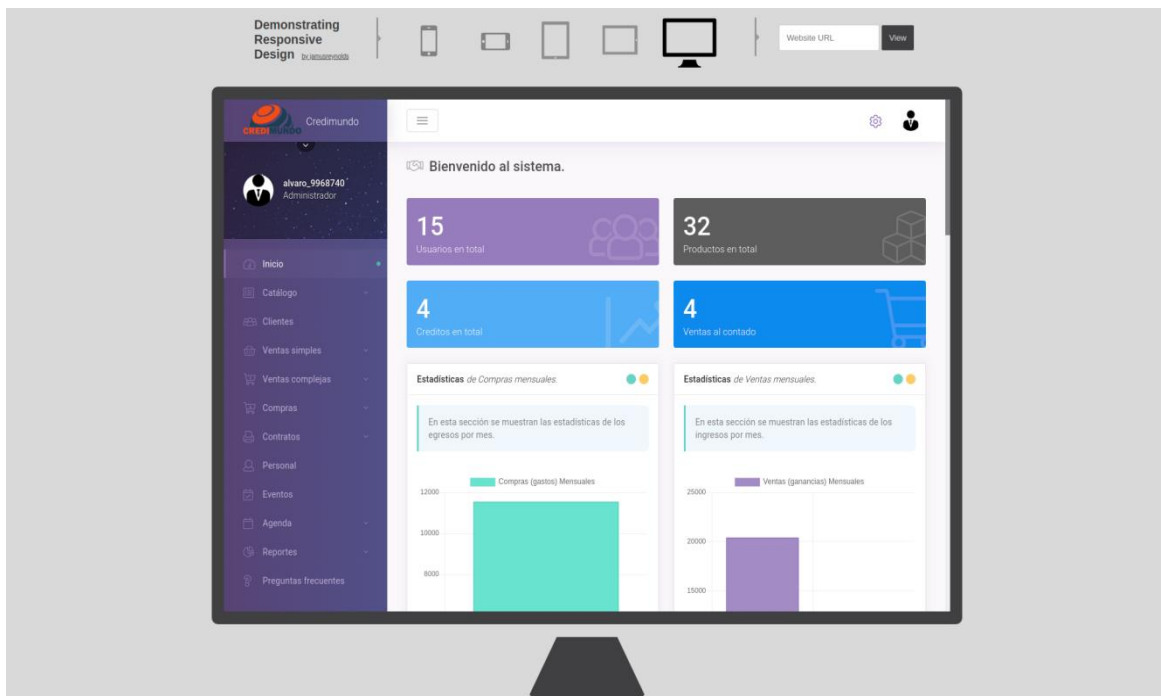 Demonstrating
Responsive
Design by jamusreynolds
Website URL
View
CREDIMUNDO
Credimundo
alvaro_9968740
Administrador
Bienvenido al sistema.
15
Usuarios en total
32
Productos en total
4
Creditos en total
4
Ventas al contado
Inicio
Catálogo
Clientes
Ventas simples
Ventas complejas
Compras
Contratos
Personal
Eventos
Agenda
Reportes
Preguntas frecuentes
Estadísticas de Compras mensuales.
En esta sección se muestran las estadísticas de los
egresos por mes.
Compras (gastos) Mensuales
12000
10000
8000
Estadísticas de Ventas mensuales.
En esta sección se muestran las estadísticas de los
ingresos por mes.
Ventas (ganancias) Mensuales
25000
20000
15000